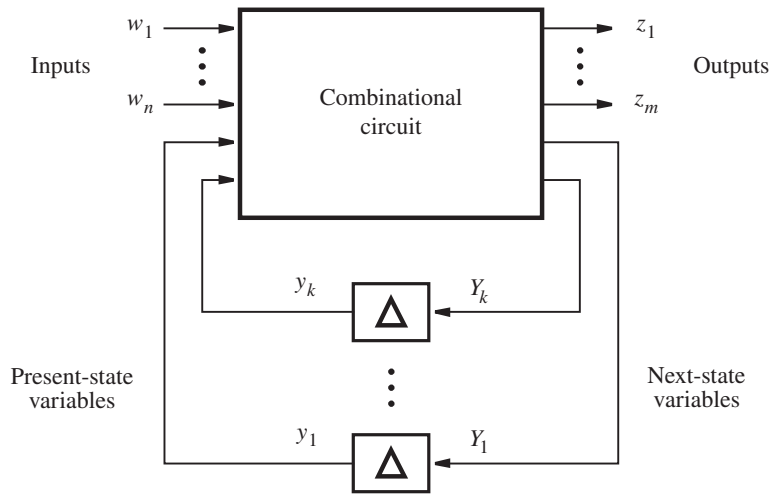 w₁
z₁
Inputs
Outputs
wₙ
zₘ
Combinational
circuit
yₖ
Yₖ
Δ
Present-state
variables
Next-state
variables
y₁
Y₁
Δ